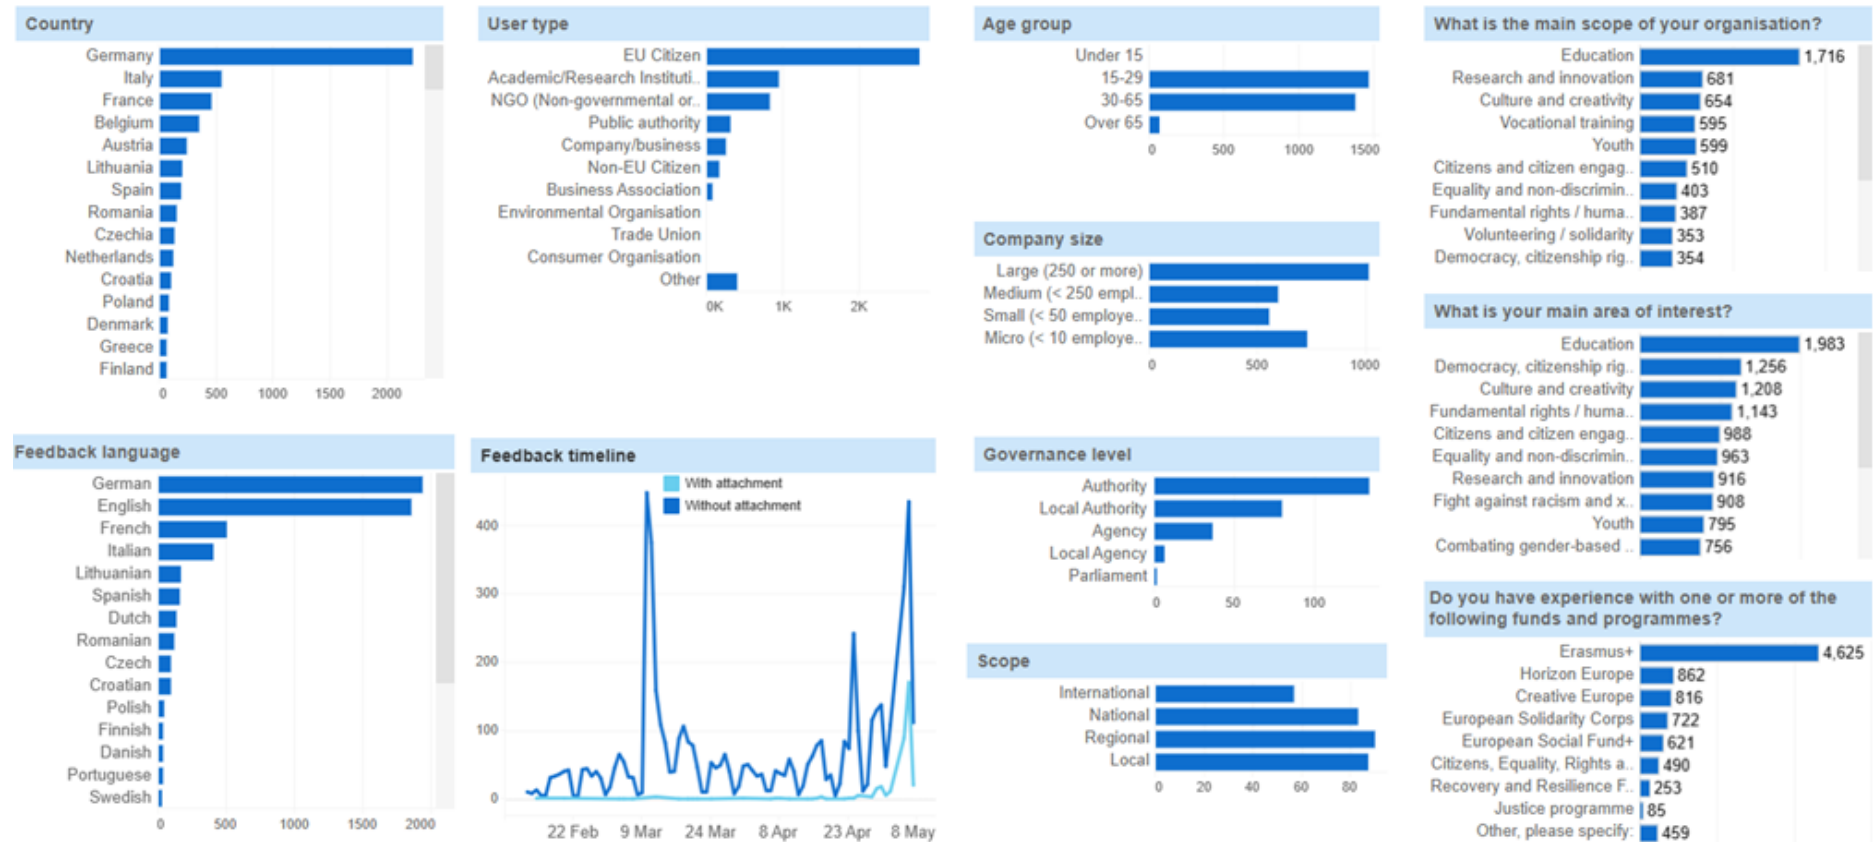 Country
Germany
Italy
France
Belgium
Austria
Lithuania
Spain
Romania
Czechia
Netherlands
Croatia
Poland
Denmark
Greece
Finland
0 500 1000 1500 2000
User type
EU Citizen
Academic/Research Instituti..
NGO (Non-governmental or..
Public authority
Company/business
Non-EU Citizen
Business Association
Environmental Organisation
Trade Union
Consumer Organisation
Other
0K 1K 2K
Age group
Under 15
15-29
30-65
Over 65
0 500 1000 1500
Company size
Large (250 or more)
Medium (< 250 empl..
Small (< 50 employe..
Micro (< 10 employe..
0 500 1000
What is the main scope of your organisation?
Education 1,716
Research and innovation 681
Culture and creativity 654
Vocational training 595
Youth 599
Citizens and citizen engag.. 510
Equality and non-discrimin.. 403
Fundamental rights / huma.. 387
Volunteering / solidarity 353
Democracy, citizenship rig.. 354
What is your main area of interest?
Education 1,983
Democracy, citizenship rig.. 1,256
Culture and creativity 1,208
Fundamental rights / huma.. 1,143
Citizens and citizen engag.. 988
Equality and non-discrimin.. 963
Research and innovation 916
Fight against racism and x.. 908
Youth 795
Combating gender-based .. 756
Feedback language
German
English
French
Italian
Lithuanian
Spanish
Dutch
Romanian
Czech
Croatian
Polish
Finnish
Danish
Portuguese
Swedish
0 500 1000 1500 2000
Feedback timeline
With attachment
Without attachment
400
300
200
100
0
22 Feb 9 Mar 24 Mar 8 Apr 23 Apr 8 May
Governance level
Authority
Local Authority
Agency
Local Agency
Parliament
0 50 100
Scope
International
National
Regional
Local
0 20 40 60 80
Do you have experience with one or more of the
following funds and programmes?
Erasmus+ 4,625
Horizon Europe 862
Creative Europe 816
European Solidarity Corps 722
European Social Fund+ 621
Citizens, Equality, Rights a.. 490
Recovery and Resilience F.. 253
Justice programme 85
Other, please specify: 459